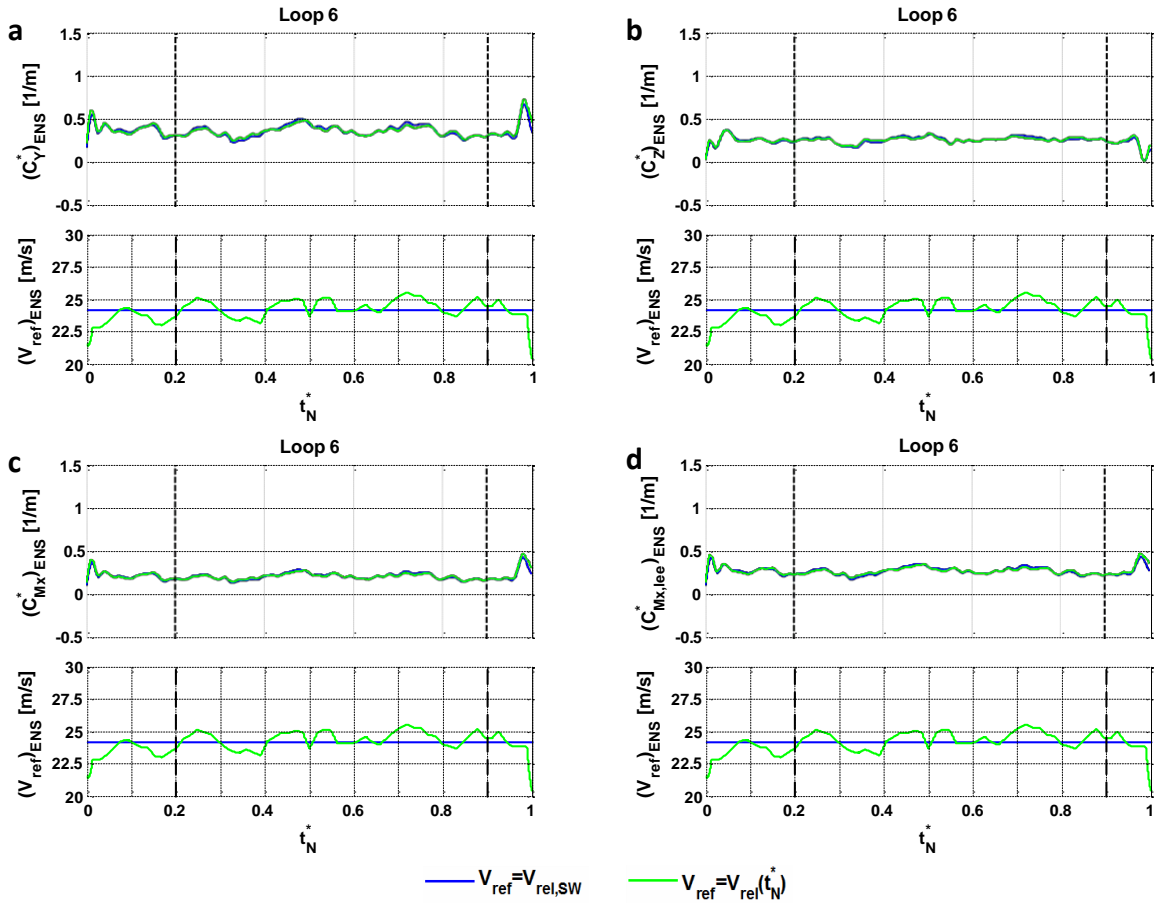 a
Loop 6
(C*Y)ENS [1/m]
1.5
1
0.5
0
-0.5
(Vref)ENS [m/s]
30
27.5
25
22.5
20
0 0.2 0.4 0.6 0.8 1
t*N
b
Loop 6
(C*Z)ENS [1/m]
1.5
1
0.5
0
-0.5
(Vref)ENS [m/s]
30
27.5
25
22.5
20
0 0.2 0.4 0.6 0.8 1
t*N
c
Loop 6
(C*Mx)ENS [1/m]
1.5
1
0.5
0
-0.5
(Vref)ENS [m/s]
30
27.5
25
22.5
20
0 0.2 0.4 0.6 0.8 1
t*N
d
Loop 6
(C*Mx,lee)ENS [1/m]
1.5
1
0.5
0
-0.5
(Vref)ENS [m/s]
30
27.5
25
22.5
20
0 0.2 0.4 0.6 0.8 1
t*N
Vref=Vrel,SW
Vref=Vrel(t*N)